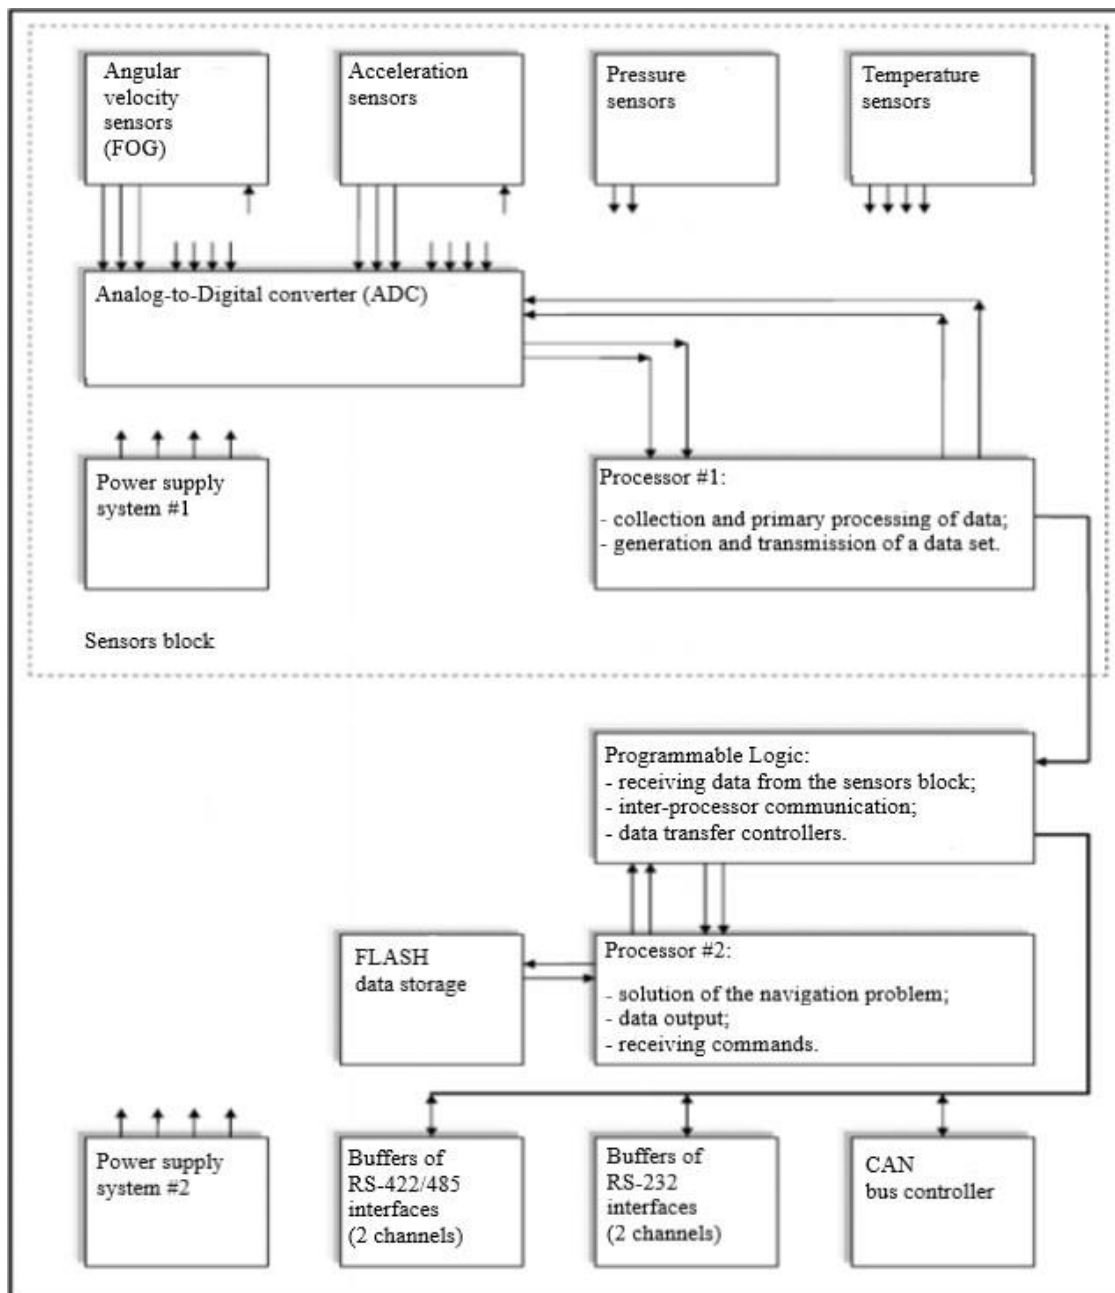 Angular
velocity
sensors
(FOG)
Acceleration
sensors
Pressure
sensors
Temperature
sensors
Analog-to-Digital converter (ADC)
Power supply
system #1
Processor #1:
- collection and primary processing of data;
- generation and transmission of a data set.
Sensors block
Programmable Logic:
- receiving data from the sensors block;
- inter-processor communication;
- data transfer controllers.
FLASH
data storage
Processor #2:
- solution of the navigation problem;
- data output;
- receiving commands.
Power supply
system #2
Buffers of
RS-422/485
interfaces
(2 channels)
Buffers of
RS-232
interfaces
(2 channels)
CAN
bus controller